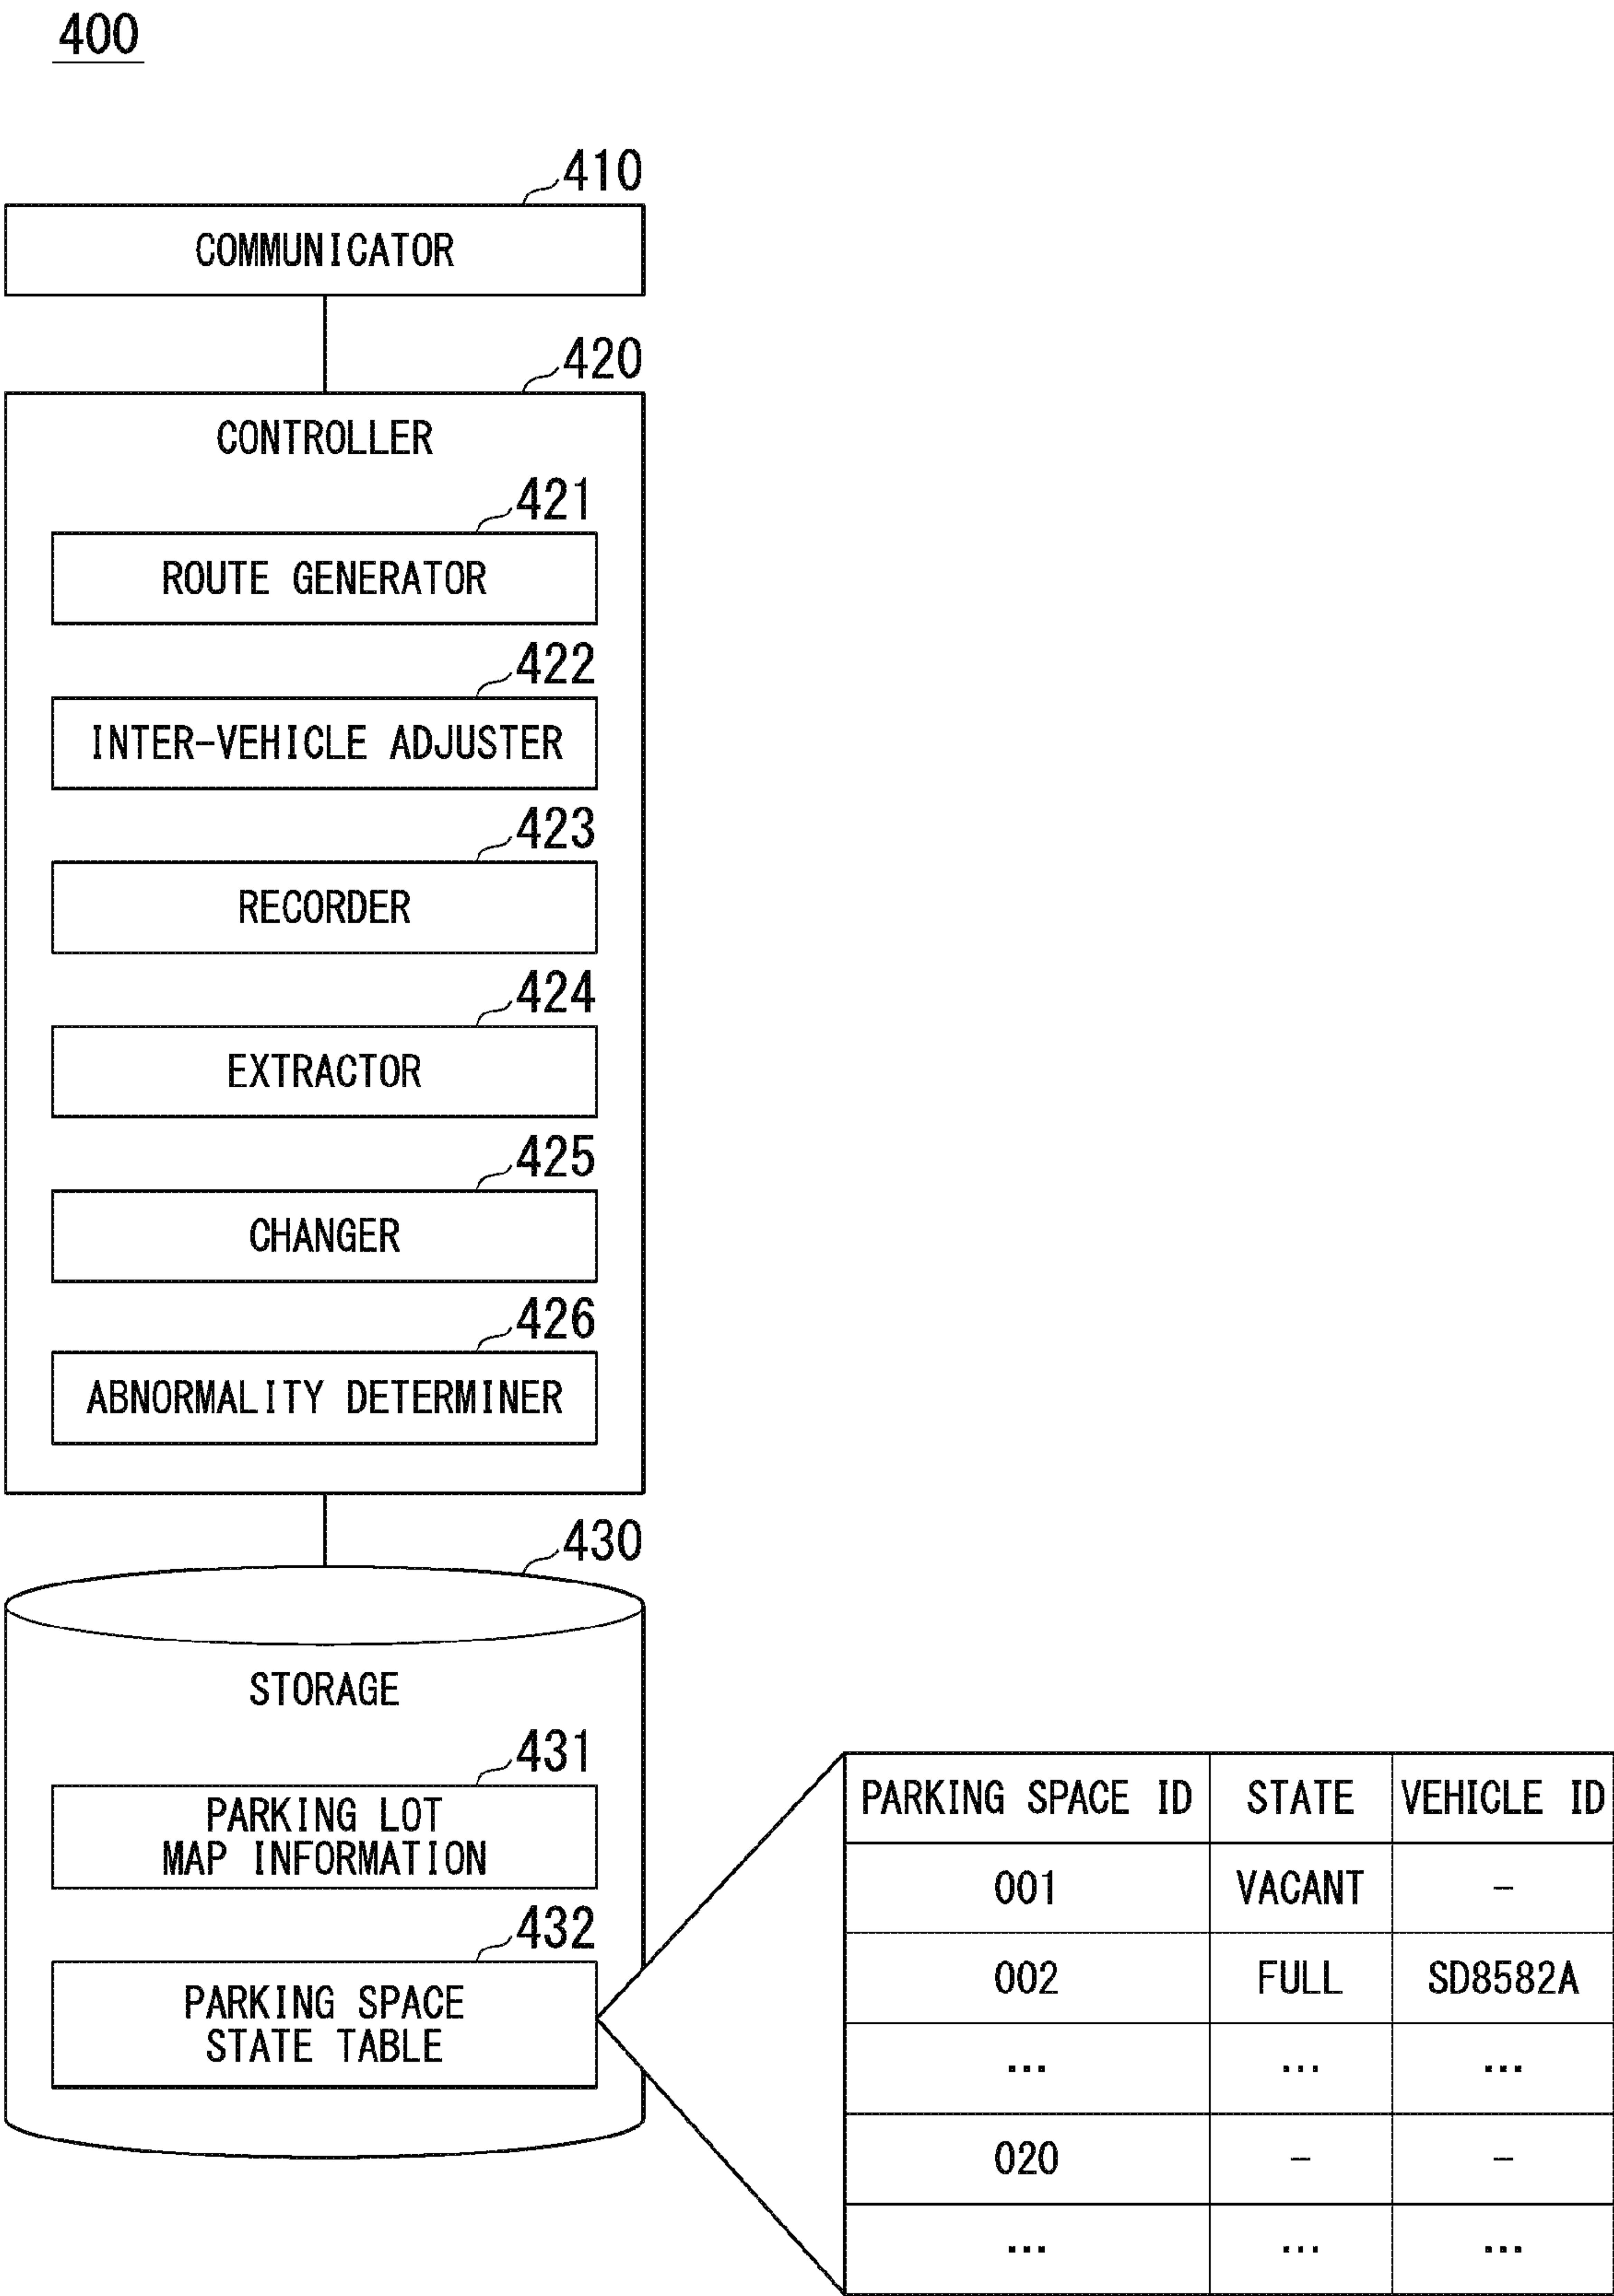 400
410
COMMUNICATOR
420
CONTROLLER
421
ROUTE GENERATOR
422
INTER-VEHICLE ADJUSTER
423
RECORDER
424
EXTRACTOR
425
CHANGER
426
ABNORMALITY DETERMINER
430
STORAGE
431
PARKING LOT
MAP INFORMATION
432
PARKING SPACE
STATE TABLE
PARKING SPACE ID STATE VEHICLE ID
001 VACANT -
002 FULL SD8582A
... ... ...
020 - -
... ... ...